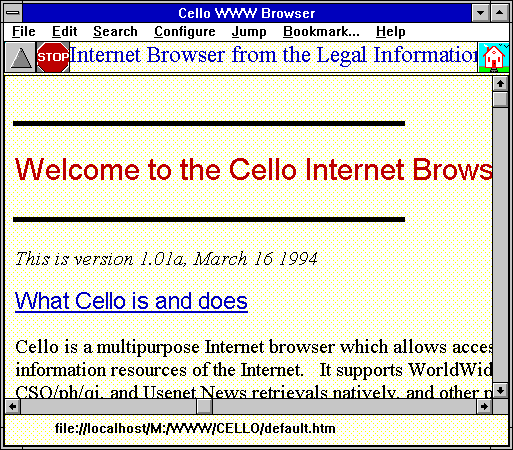 Cello WWW Browser
File Edit Search Configure Jump Bookmark... Help
STOP Internet Browser from the Legal Information
Welcome to the Cello Internet Brows
This is version 1.01a, March 16 1994
What Cello is and does
Cello is a multipurpose Internet browser which allows acces
information resources of the Internet. It supports WorldWid
CSO/ph/qi, and Usenet News retrievals natively, and other p
file://localhost/M:/WWW/CELLO/default.htm